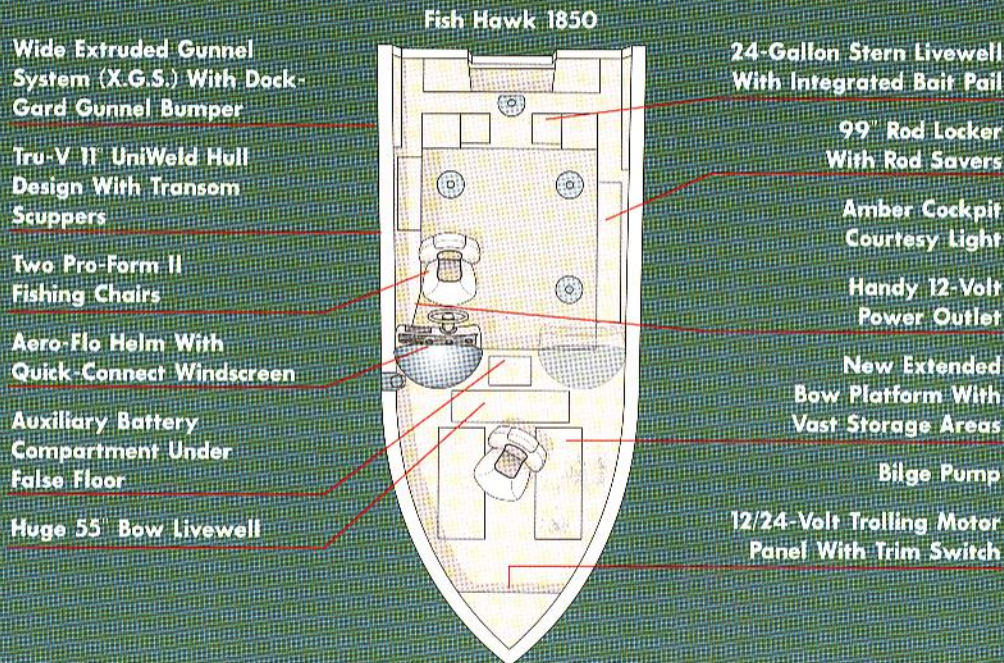 Fish Hawk 1850
Wide Extruded Gunnel
System (X.G.S.) With Dock-
Gard Gunnel Bumper
Tru-V 11° UniWeld Hull
Design With Transom
Scuppers
Two Pro-Form II
Fishing Chairs
Aero-Flo Helm With
Quick-Connect Windscreen
Auxiliary Battery
Compartment Under
False Floor
Huge 55" Bow Livewell
24-Gallon Stern Livewell
With Integrated Bait Pail
99" Rod Locker
With Rod Savers
Amber Cockpit
Courtesy Light
Handy 12-Volt
Power Outlet
New Extended
Bow Platform With
Vast Storage Areas
Bilge Pump
12/24-Volt Trolling Motor
Panel With Trim Switch